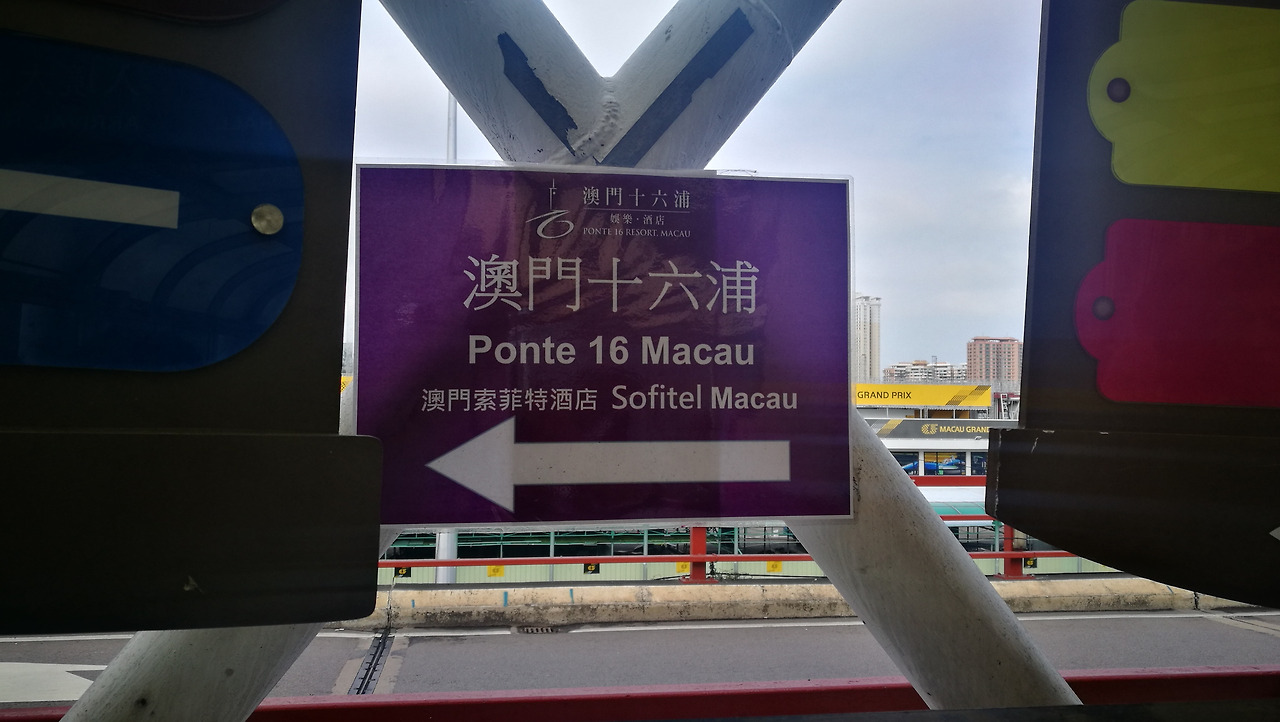 澳門十六浦
娛樂·酒店
PONTE 16 RESORT, MACAU
澳門十六浦
Ponte 16 Macau
澳門索菲特酒店 Sofitel Macau
GRAND PRIX
MACAU GRAND